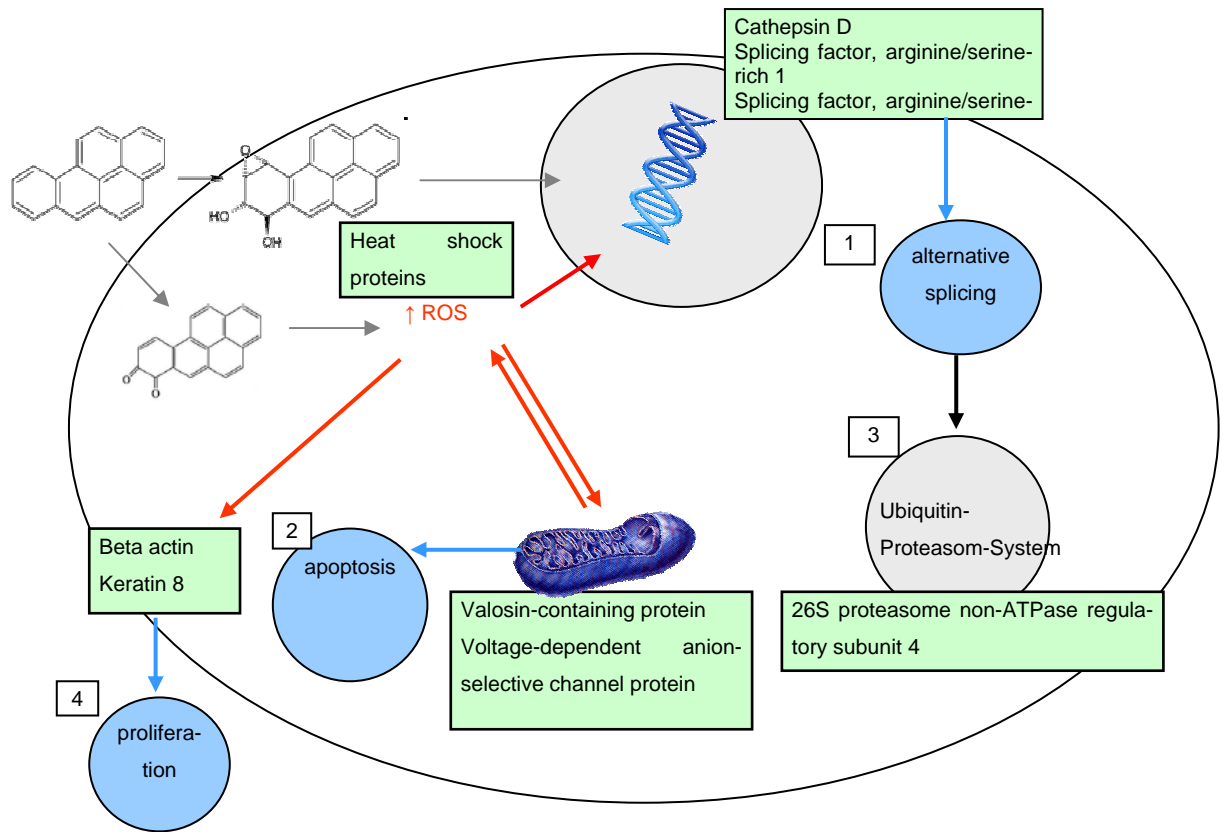 Cathepsin D
Splicing factor, arginine/serine-
rich 1
Splicing factor, arginine/serine-
O
HO
OH
Heat shock
proteins
↑ ROS
O
O
1
alternative
splicing
3
Ubiquitin-
Proteasom-System
26S proteasome non-ATPase regula-
tory subunit 4
2
apoptosis
Valosin-containing protein
Voltage-dependent anion-
selective channel protein
Beta actin
Keratin 8
4
prolifera-
tion